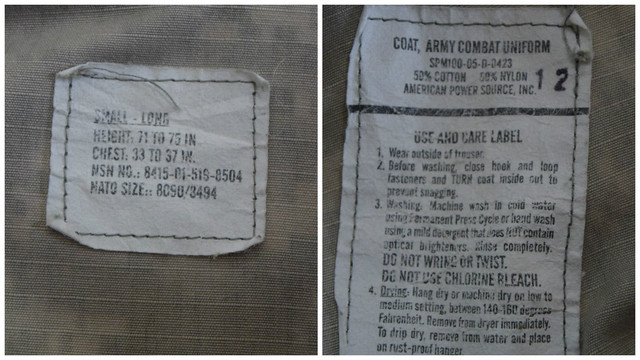 SMALL - LONG
HEIGHT: 71 TO 75 IN
CHEST: 33 TO 37 IN.
NSN NO.: 8415-01-519-8504
NATO SIZE.: 8090/8494
COAT, ARMY COMBAT UNIFORM
SPM100-05-D-0423
50% COTTON 50% NYLON
AMERICAN POWER SOURCE, INC.
12
USE AND CARE LABEL
1. Wear outside of trouser.
2. Before washing, close hook and loop
fasteners and TURN coat inside out to
prevent snagging.
3. Washing: Machine wash in cold water
using Permanent Press Cycle or hand wash
using a mild detergent that does NOT contain
optical brighteners. Rinse completely.
DO NOT WRING OR TWIST.
DO NOT USE CHLORINE BLEACH.
4. Drying: Hang dry or machine dry on low to
medium setting, between 140-160 degrees
Fahrenheit. Remove from dryer immediately.
To drip dry, remove from water and place
on rust-proof hanger